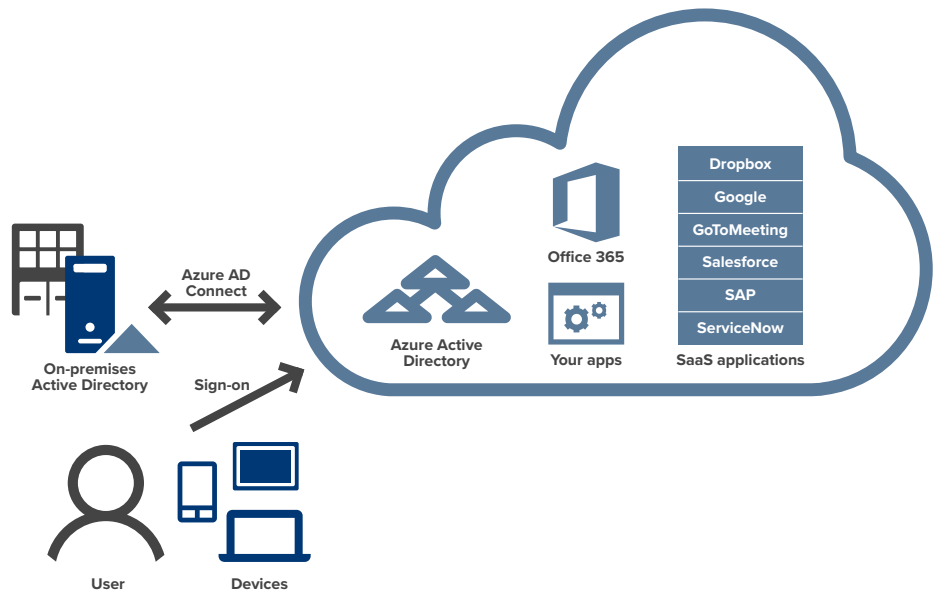 Dropbox
Google
GoToMeeting
Salesforce
SAP
ServiceNow
SaaS applications
Office 365
Your apps
Azure Active
Directory
Azure AD
Connect
On-premises
Active Directory
Sign-on
User
Devices